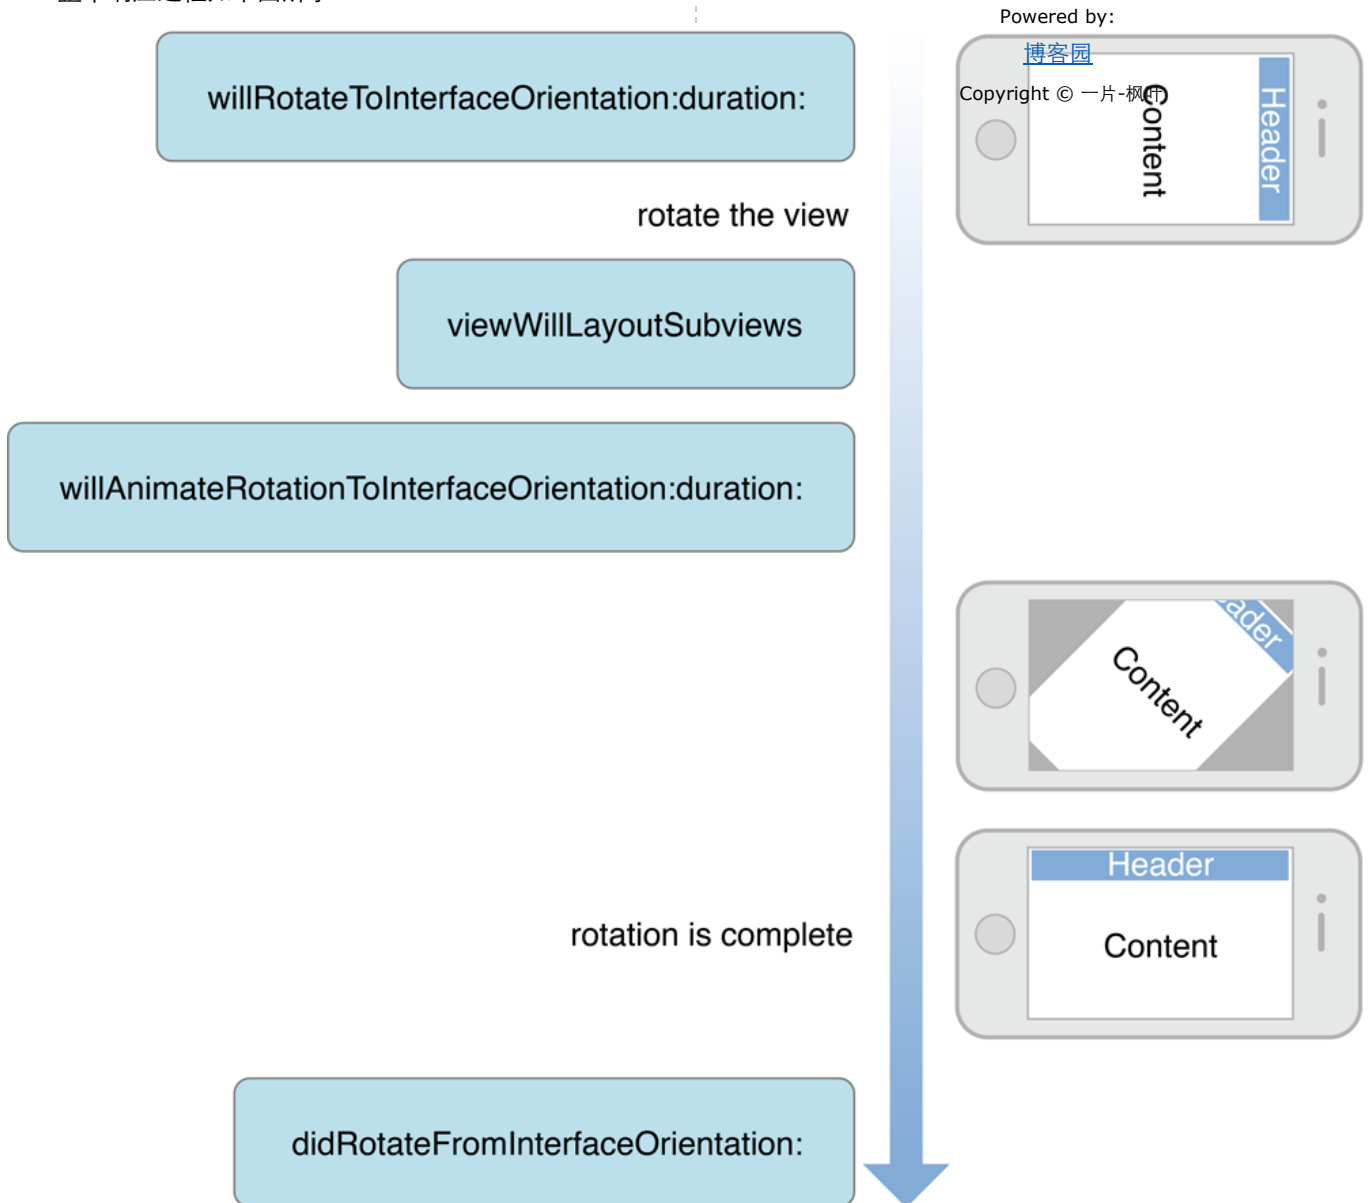 Powered by:
博客园
Copyright © 一片-枫叶
willRotateToInterfaceOrientation:duration:
Content
Header
rotate the view
viewWillLayoutSubviews
willAnimateRotationToInterfaceOrientation:duration:
ader
Content
Header
rotation is complete
Content
didRotateFromInterfaceOrientation: